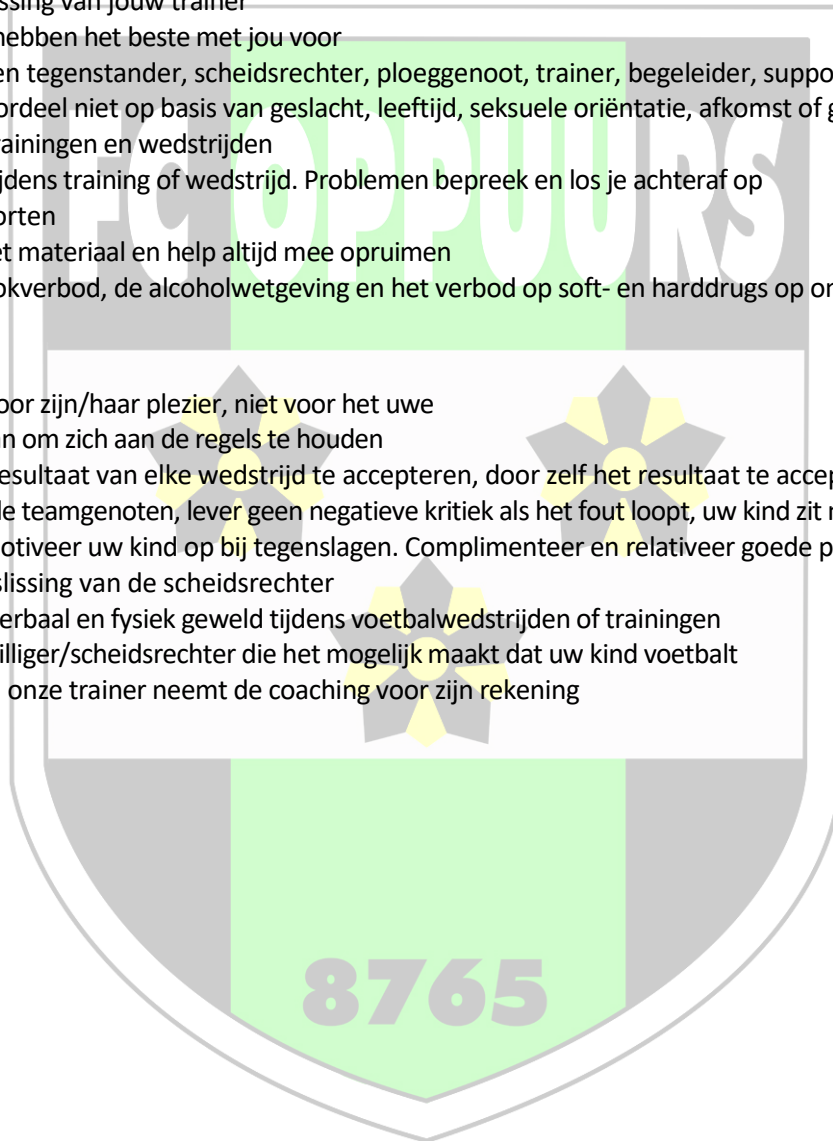 ssing van jouw trainer
hebben het beste met jou voor
en tegenstander, scheidsrechter, ploeggenoot, trainer, begeleider, suppo
ordeel niet op basis van geslacht, leeftijd, seksuele oriëntatie, afkomst of g
rainingen en wedstrijden
ijdens training of wedstrijd. Problemen bepreek en los je achteraf op
orten
et materiaal en help altijd mee opruimen
okverbod, de alcoholwetgeving en het verbod op soft- en harddrugs op on
FC OPPUURS
oor zijn/haar plezier, niet voor het uwe
an om zich aan de regels te houden
resultaat van elke wedstrijd te accepteren, door zelf het resultaat te accep
de teamgenoten, lever geen negatieve kritiek als het fout loopt, uw kind zit n
otiveer uw kind op bij tegenslagen. Complimenteer en relativeer goede p
slissing van de scheidsrechter
erbaal en fysiek geweld tijdens voetbalwedstrijden of trainingen
illiger/scheidsrechter die het mogelijk maakt dat uw kind voetbalt
onze trainer neemt de coaching voor zijn rekening
8765